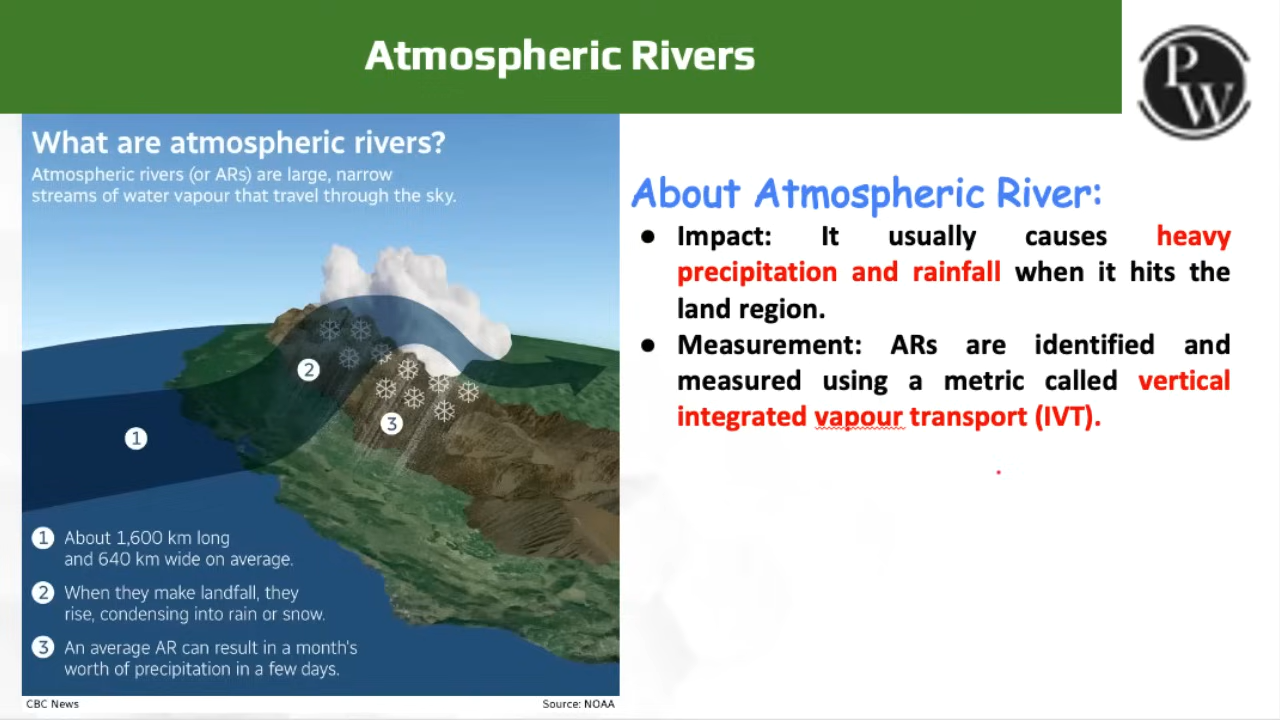 Atmospheric Rivers
PW
What are atmospheric rivers?
Atmospheric rivers (or ARs) are large, narrow
streams of water vapour that travel through the sky.
2
3
1
1 About 1,600 km long
and 640 km wide on average.
2 When they make landfall, they
rise, condensing into rain or snow.
3 An average AR can result in a month's
worth of precipitation in a few days.
CBC News
Source: NOAA
About Atmospheric River:
● Impact: It usually causes heavy
precipitation and rainfall when it hits the
land region.
● Measurement: ARs are identified and
measured using a metric called vertical
integrated vapour transport (IVT).